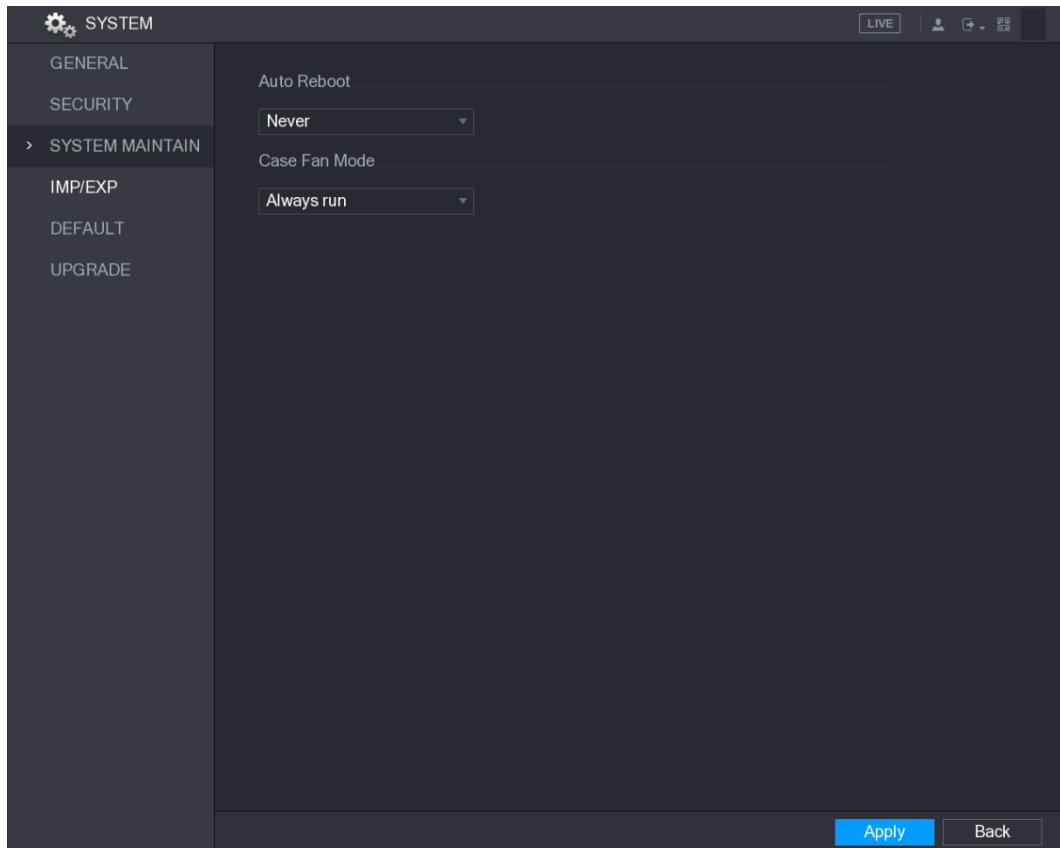 SYSTEM
LIVE
GENERAL
SECURITY
SYSTEM MAINTAIN
IMP/EXP
DEFAULT
UPGRADE
Auto Reboot
Never
Case Fan Mode
Always run
Apply
Back